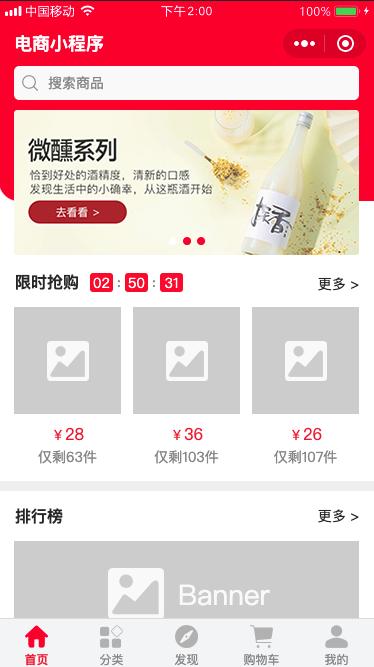 中国移动 下午2:00 100%
电商小程序
搜索商品
微醺系列
恰到好处的酒精度，清新的口感
发现生活中的小确幸，从这瓶酒开始
去看看 >
限时抢购 02 : 50 : 31 更多 >
￥28 ￥36 ￥26
仅剩63件 仅剩103件 仅剩107件
排行榜 更多 >
Banner
首页 分类 发现 购物车 我的